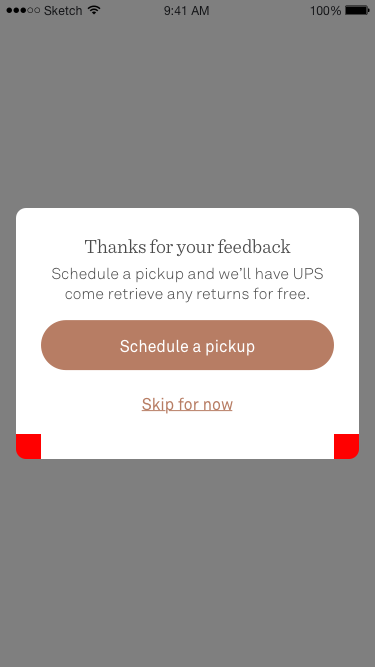 Sketch 9:41 AM 100%
Thanks for your feedback
Schedule a pickup and we’ll have UPS
come retrieve any returns for free.
Schedule a pickup
Skip for now